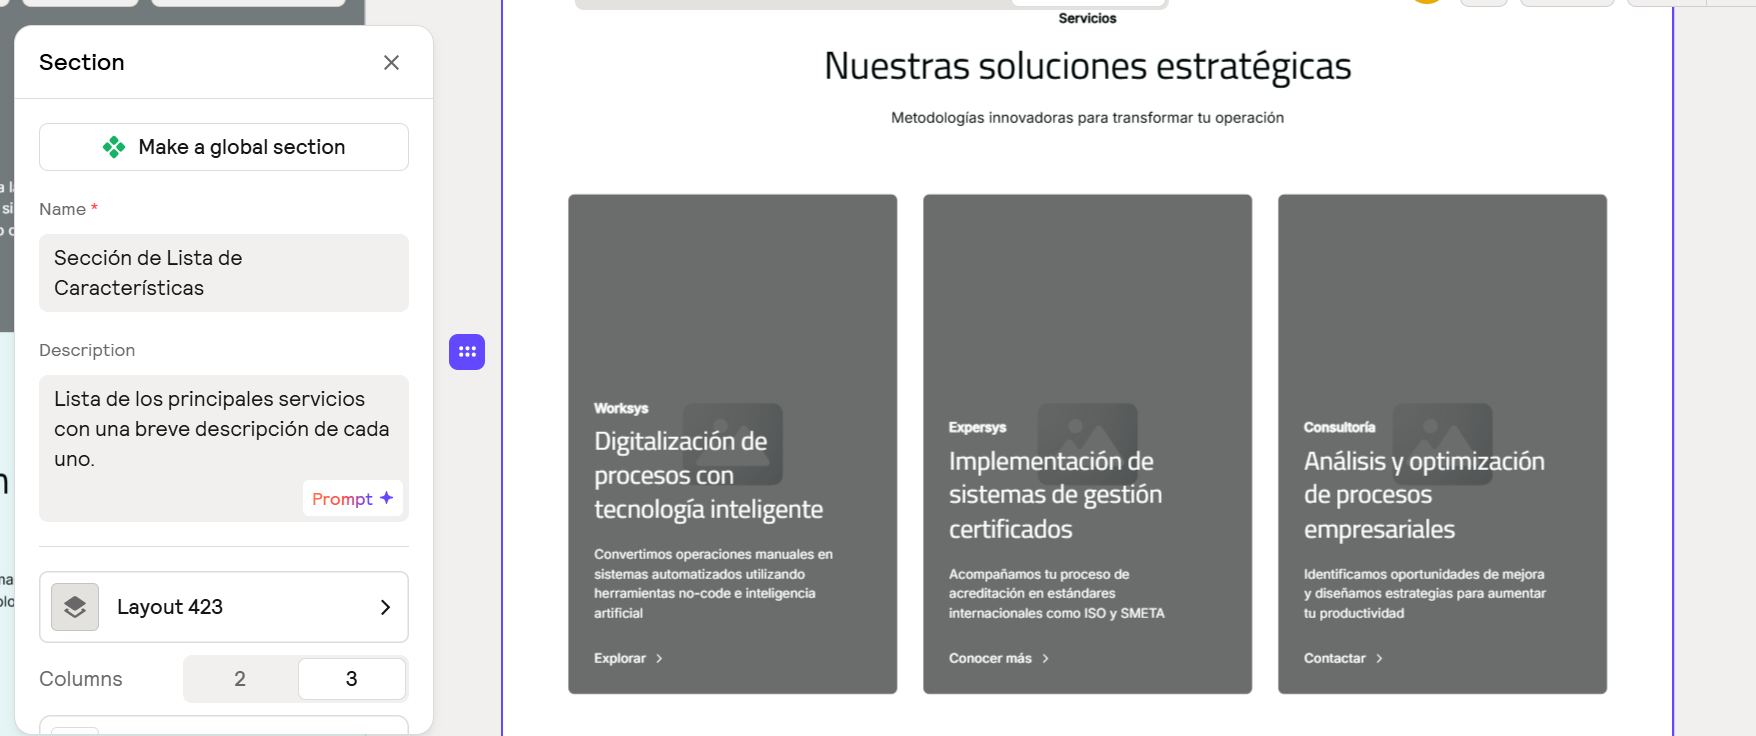 Section
Make a global section
Name *
Sección de Lista de
Características
Description
Lista de los principales servicios
con una breve descripción de cada
uno.
Prompt
Layout 423
Columns
2
3
Servicios
Nuestras soluciones estratégicas
Metodologías innovadoras para transformar tu operación
Worksys
Digitalización de
procesos con
tecnología inteligente
Convertimos operaciones manuales en
sistemas automatizados utilizando
herramientas no-code e inteligencia
artificial
Explorar
Expersys
Implementación de
sistemas de gestión
certificados
Acompañamos tu proceso de
acreditación en estándares
internacionales como ISO y SMETA
Conocer más
Consultoría
Análisis y optimización
de procesos
empresariales
Identificamos oportunidades de mejora
y diseñamos estrategias para aumentar
tu productividad
Contactar